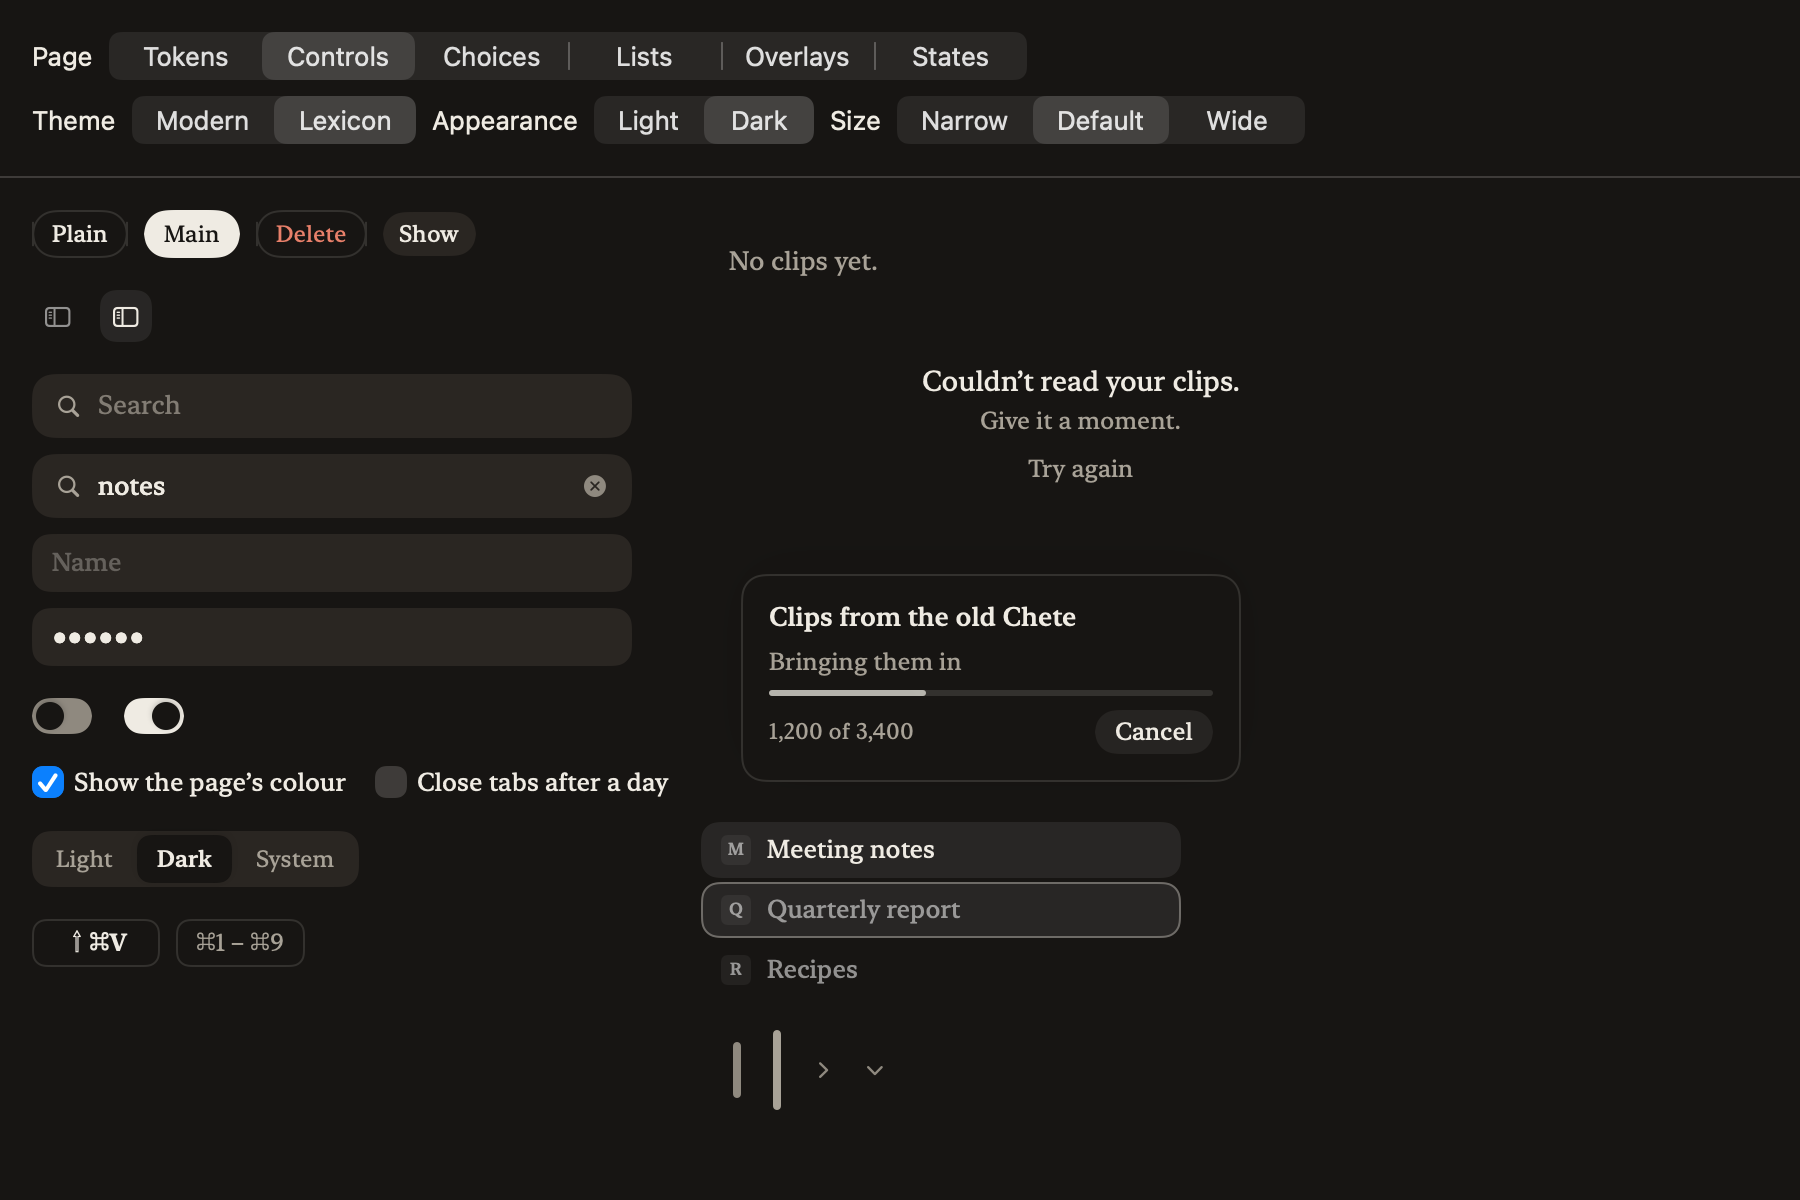 Page Tokens Controls Choices Lists Overlays States
Theme Modern Lexicon Appearance Light Dark Size Narrow Default Wide
Plain Main Delete Show
Search
notes
Name
Show the page’s colour Close tabs after a day
Light Dark System
⇧⌘V ⌘1 – ⌘9
No clips yet.
Couldn’t read your clips.
Give it a moment.
Try again
Clips from the old Chete
Bringing them in
1,200 of 3,400 Cancel
M Meeting notes
Q Quarterly report
R Recipes